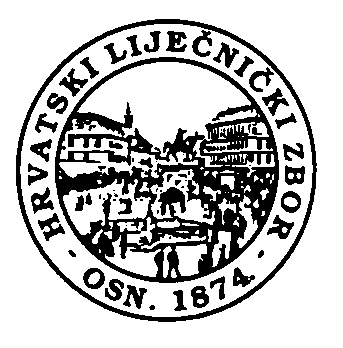 - HRVATSKI LIJEČNIČKI ZBOR -
OSN. 1874.